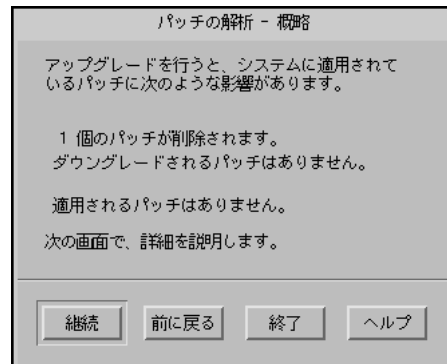 パッチの解析 - 概略
アップグレードを行うと、システムに適用されて
いるパッチに次のような影響があります。
1 個のパッチが削除されます。
ダウングレードされるパッチはありません。
適用されるパッチはありません。
次の画面で、詳細を説明します。
継続 前に戻る 終了 ヘルプ